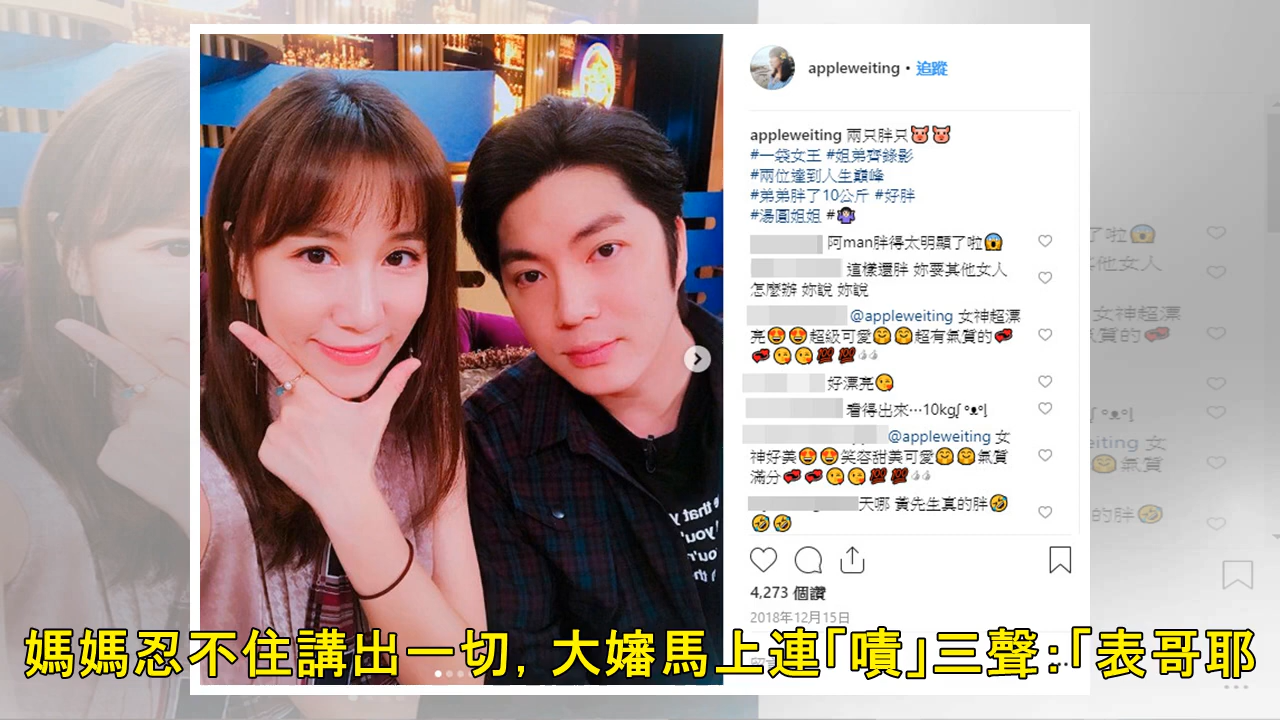 appleweiting • 追蹤
appleweiting 兩只胖只🐷🐷
#一袋女王 #姐弟齊錄影
#兩位達到人生巔峰
#弟弟胖了10公斤 #好胖
#湯圓姐姐 #🤷🏻‍♀️
阿man胖得太明顯了啦😱
這樣還胖 妳要其他女人
怎麼辦 妳說 妳說
@appleweiting 女神超漂
亮😍😍超級可愛🤗🤗超有氣質的💞
💞😘😘💯💯👍👍
好漂亮😘
看得出來…10kg
@appleweiting 女
神好美😍😍笑容甜美可愛🤗🤗氣質
滿分💞💞😘😘💯💯👍👍
天哪 黃先生真的胖🤣
🤣🤣
4,273 個讚
2018年12月15日
媽媽忍不住講出一切, 大嬸馬上連「嘖」三聲:「表哥耶